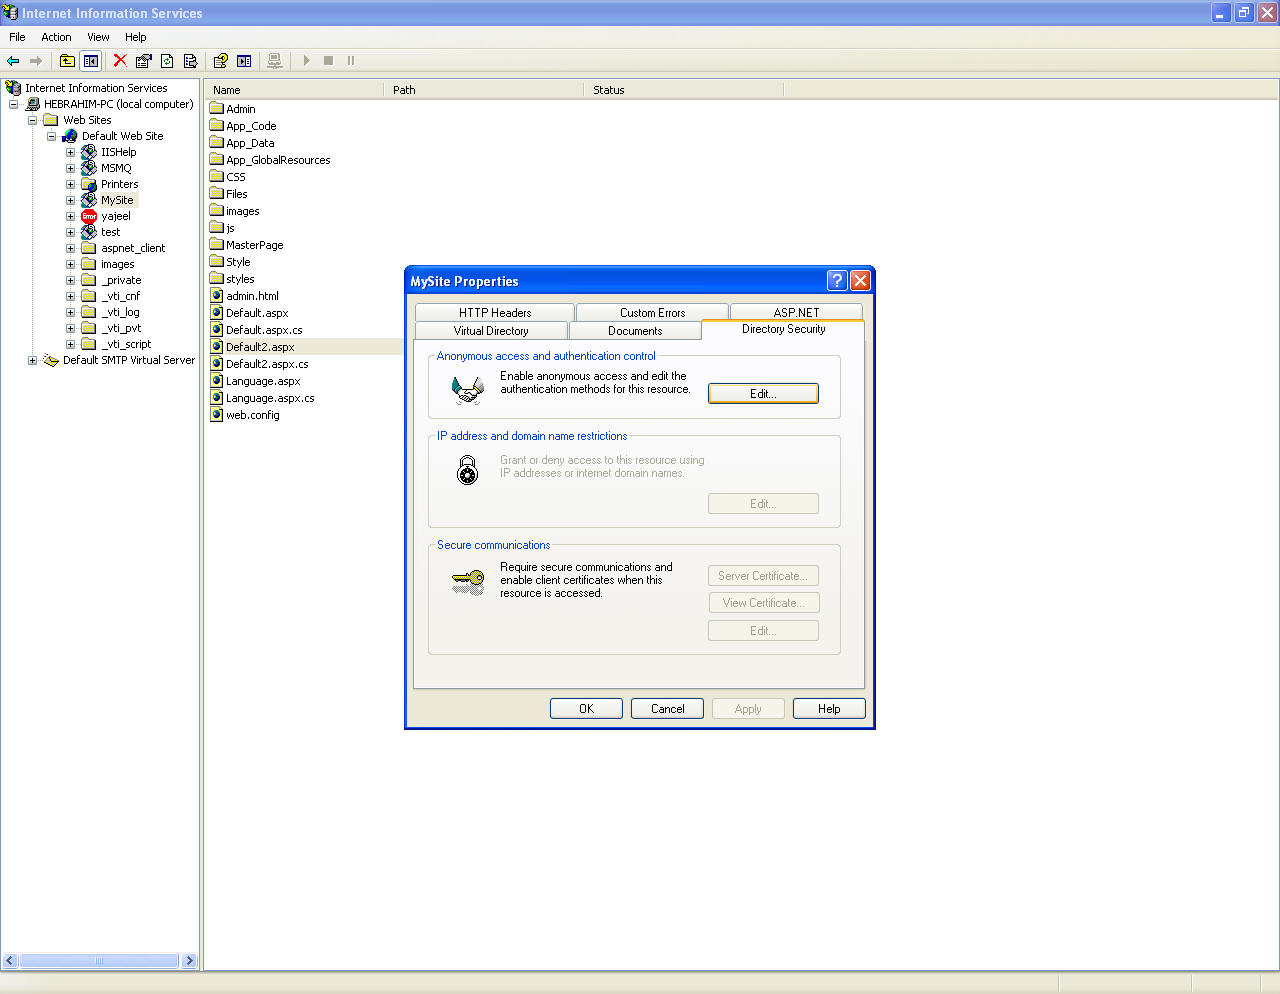 Internet Information Services
File Action View Help
Internet Information Services
HEBRAHIM-PC (local computer)
Web Sites
Default Web Site
IISHelp
MSMQ
Printers
MySite
Error yajeel
test
aspnet_client
images
_private
_vti_cnf
_vti_log
_vti_pvt
_vti_script
Default SMTP Virtual Server
Name Path Status
Admin
App_Code
App_Data
App_GlobalResources
CSS
Files
images
js
MasterPage
Style
styles
admin.html
Default.aspx
Default.aspx.cs
Default2.aspx
Default2.aspx.cs
Language.aspx
Language.aspx.cs
web.config
MySite Properties
HTTP Headers Custom Errors ASP.NET
Virtual Directory Documents Directory Security
Anonymous access and authentication control
Enable anonymous access and edit the
authentication methods for this resource.
Edit...
IP address and domain name restrictions
Grant or deny access to this resource using
IP addresses or internet domain names.
Edit...
Secure communications
Require secure communications and
enable client certificates when this
resource is accessed.
Server Certificate...
View Certificate...
Edit...
OK Cancel Apply Help